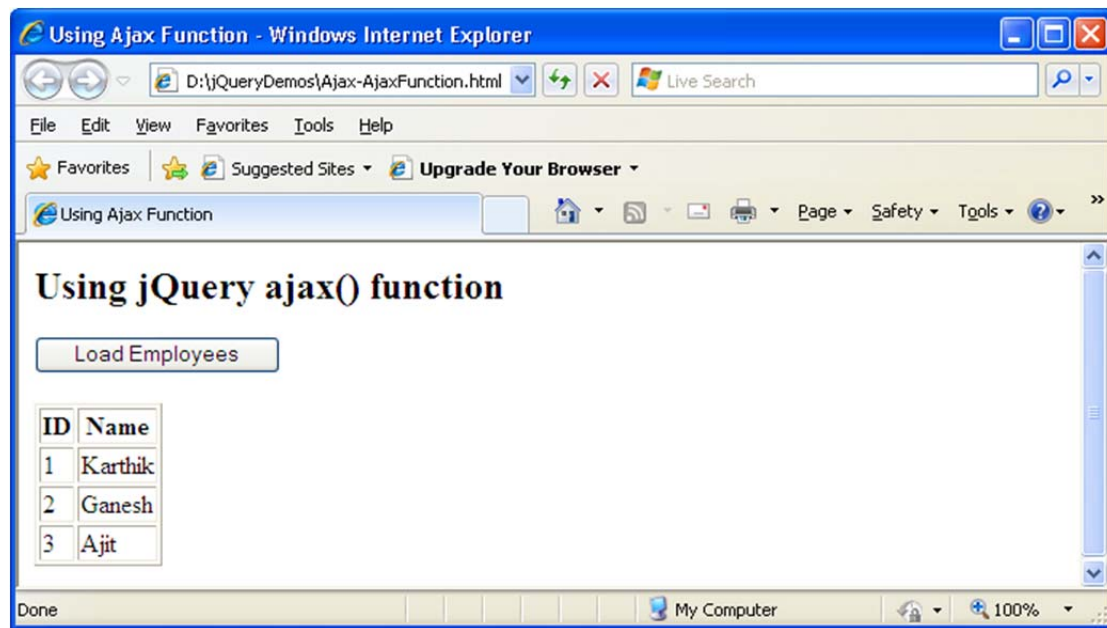 Using Ajax Function - Windows Internet Explorer
D:\jQueryDemos\Ajax-AjaxFunction.html Live Search
File Edit View Favorites Tools Help
Favorites Suggested Sites Upgrade Your Browser
Using Ajax Function Page Safety Tools »
Using jQuery ajax() function
Load Employees
ID Name
1 Karthik
2 Ganesh
3 Ajit
Done My Computer 100%